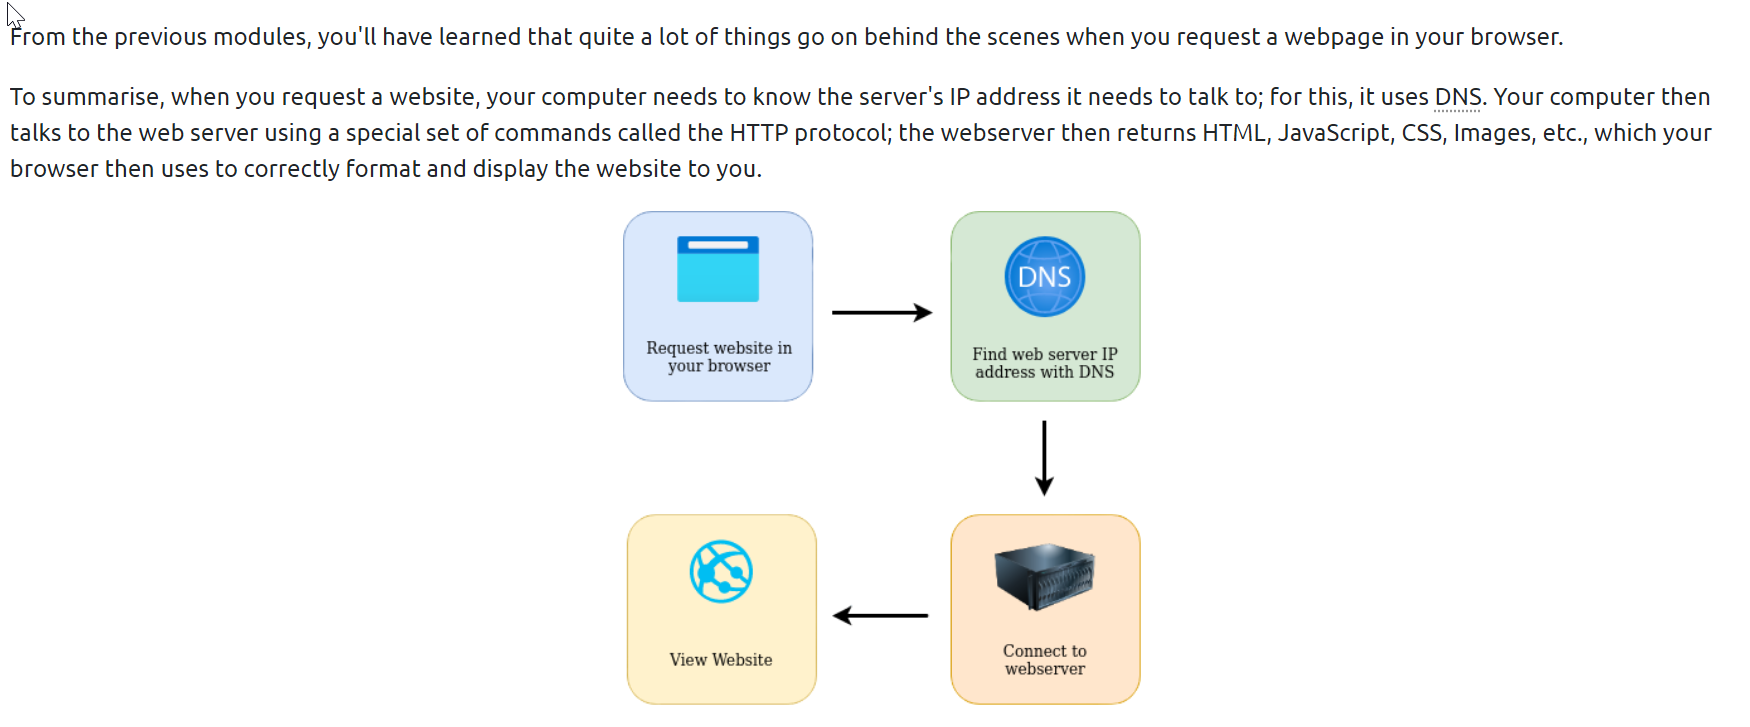 From the previous modules, you'll have learned that quite a lot of things go on behind the scenes when you request a webpage in your browser.
To summarise, when you request a website, your computer needs to know the server's IP address it needs to talk to; for this, it uses DNS. Your computer then
talks to the web server using a special set of commands called the HTTP protocol; the webserver then returns HTML, JavaScript, CSS, Images, etc., which your
browser then uses to correctly format and display the website to you.
Request website in
your browser
DNS
Find web server IP
address with DNS
View Website
Connect to
webserver